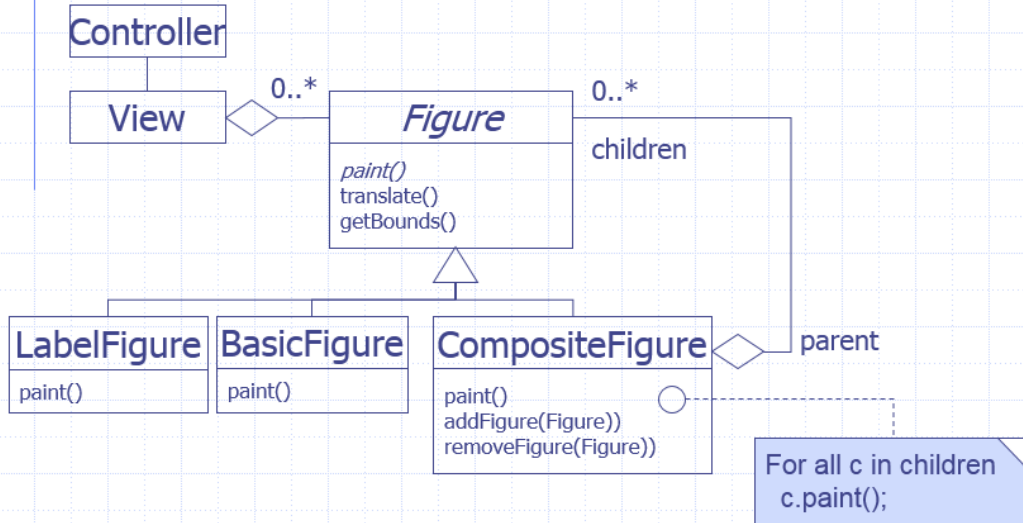 Controller
View
0..*
Figure
paint()
translate()
getBounds()
0..*
children
parent
LabelFigure
paint()
BasicFigure
paint()
CompositeFigure
paint()
addFigure(Figure))
removeFigure(Figure))
For all c in children
c.paint();